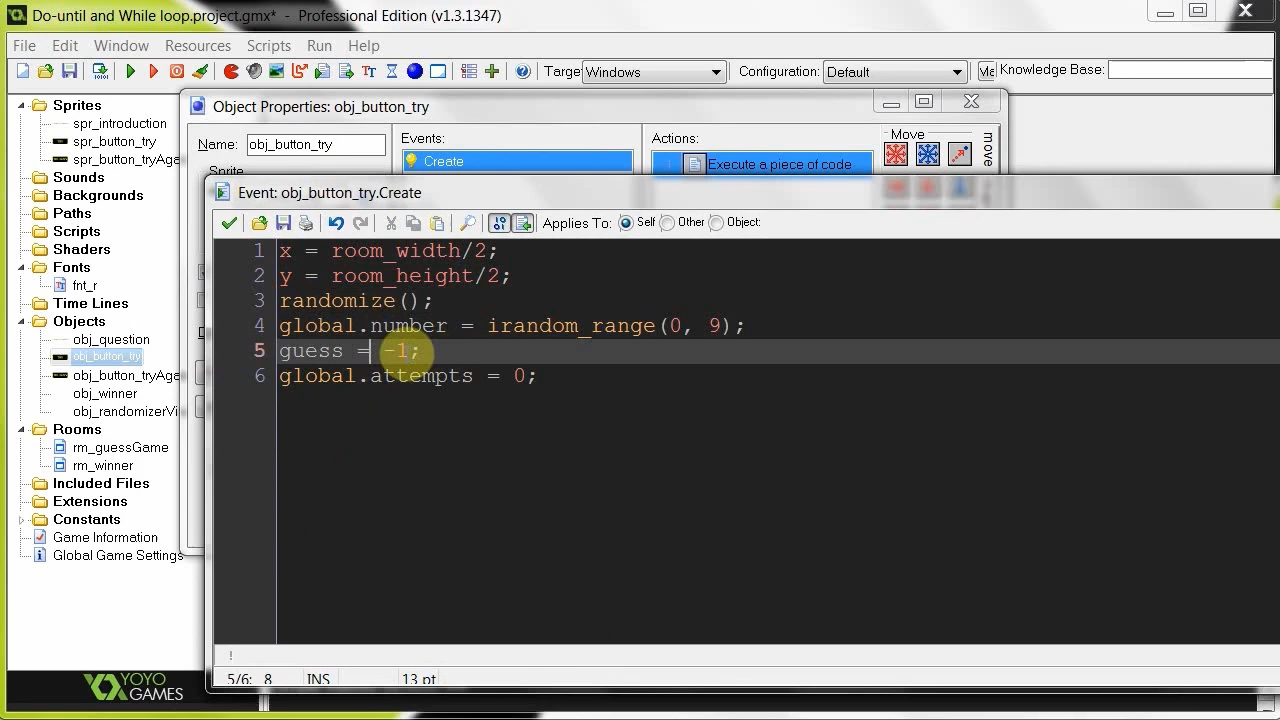 Do-until and While loop.project.gmx* - Professional Edition (v1.3.1347)
File Edit Window Resources Scripts Run Help
Target Windows Configuration: Default Knowledge Base:
Sprites
spr_introduction
spr_button_try
spr_button_tryAga
Sounds
Backgrounds
Paths
Scripts
Shaders
Fonts
fnt_r
Time Lines
Objects
obj_question
obj_button_try
obj_button_tryAga
obj_winner
obj_randomizerVi
Rooms
rm_guessGame
rm_winner
Included Files
Extensions
Constants
Game Information
Global Game Settings
YOYO
GAMES
Object Properties: obj_button_try
Name: obj_button_try
Sprite
Events:
Create
Actions:
Execute a piece of code
Move
move
Event: obj_button_try.Create
Applies To: Self Other Object:
1 x = room_width/2;
2 y = room_height/2;
3 randomize();
4 global.number = irandom_range(0, 9);
5 guess = -1;
6 global.attempts = 0;
!
5/6: 8 INS 13 pt